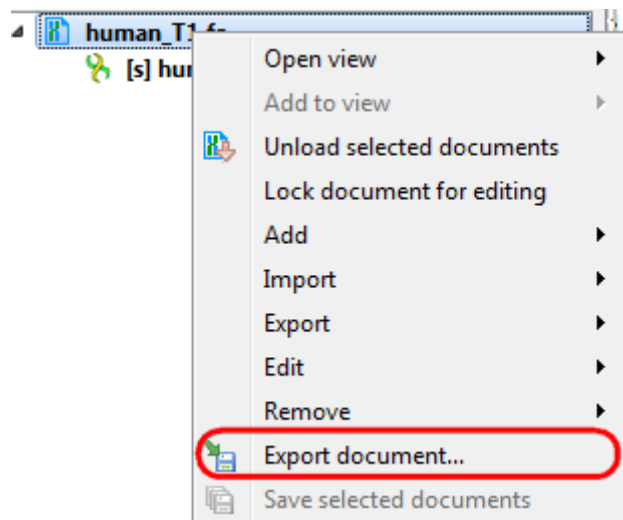 human_T1.fa
[s] hur
Open view
Add to view
Unload selected documents
Lock document for editing
Add
Import
Export
Edit
Remove
Export document...
Save selected documents